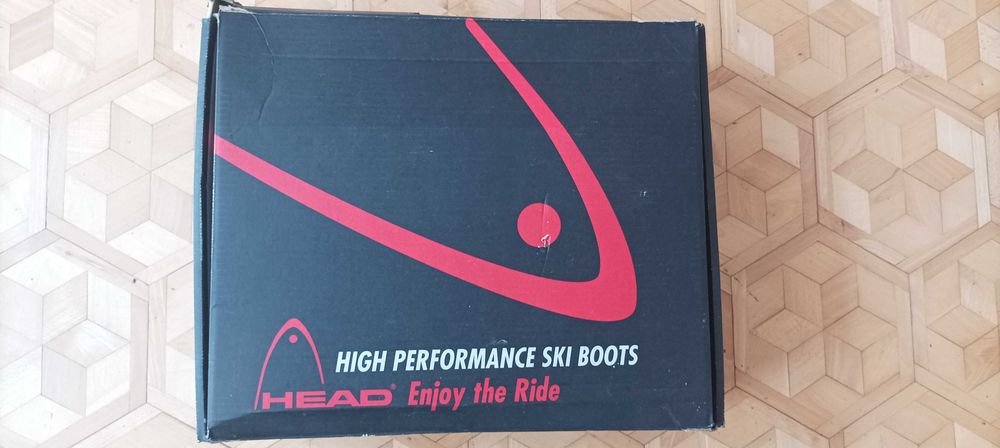 HIGH PERFORMANCE SKI BOOTS
HEAD® Enjoy the Ride